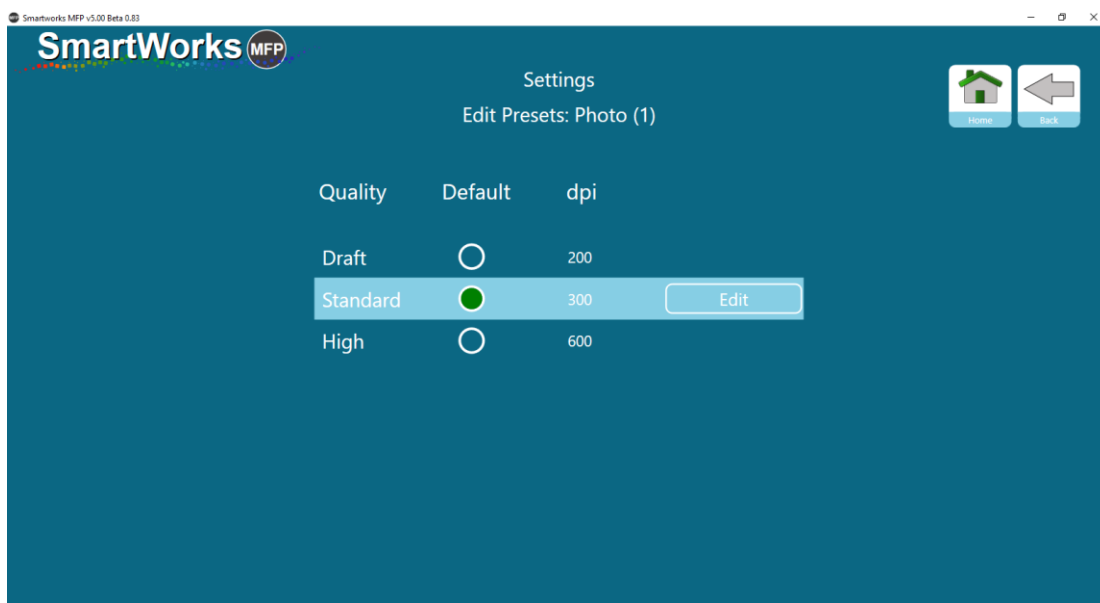 Smartworks MFP v5.00 Beta 0.83
SmartWorks MFP
Settings
Edit Presets: Photo (1)
Home
Back
Quality Default dpi
Draft 200
Standard 300 Edit
High 600